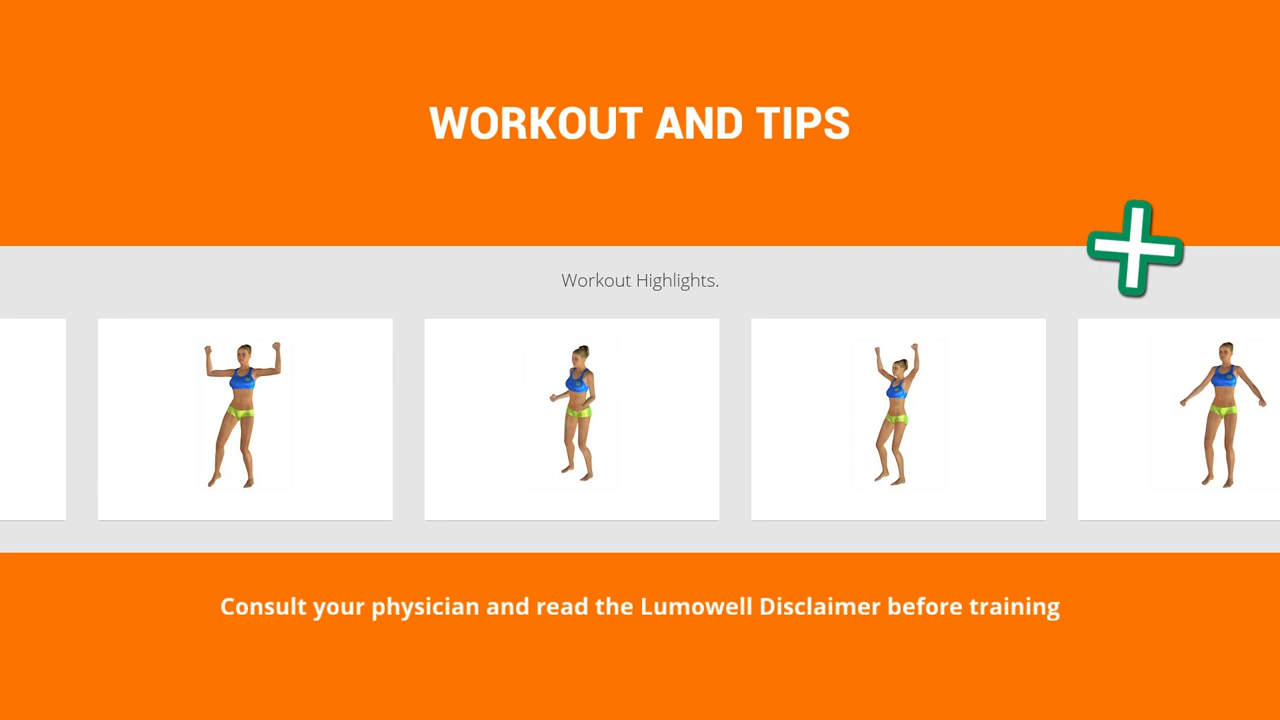 WORKOUT AND TIPS
Workout Highlights.
Consult your physician and read the Lumowell Disclaimer before training